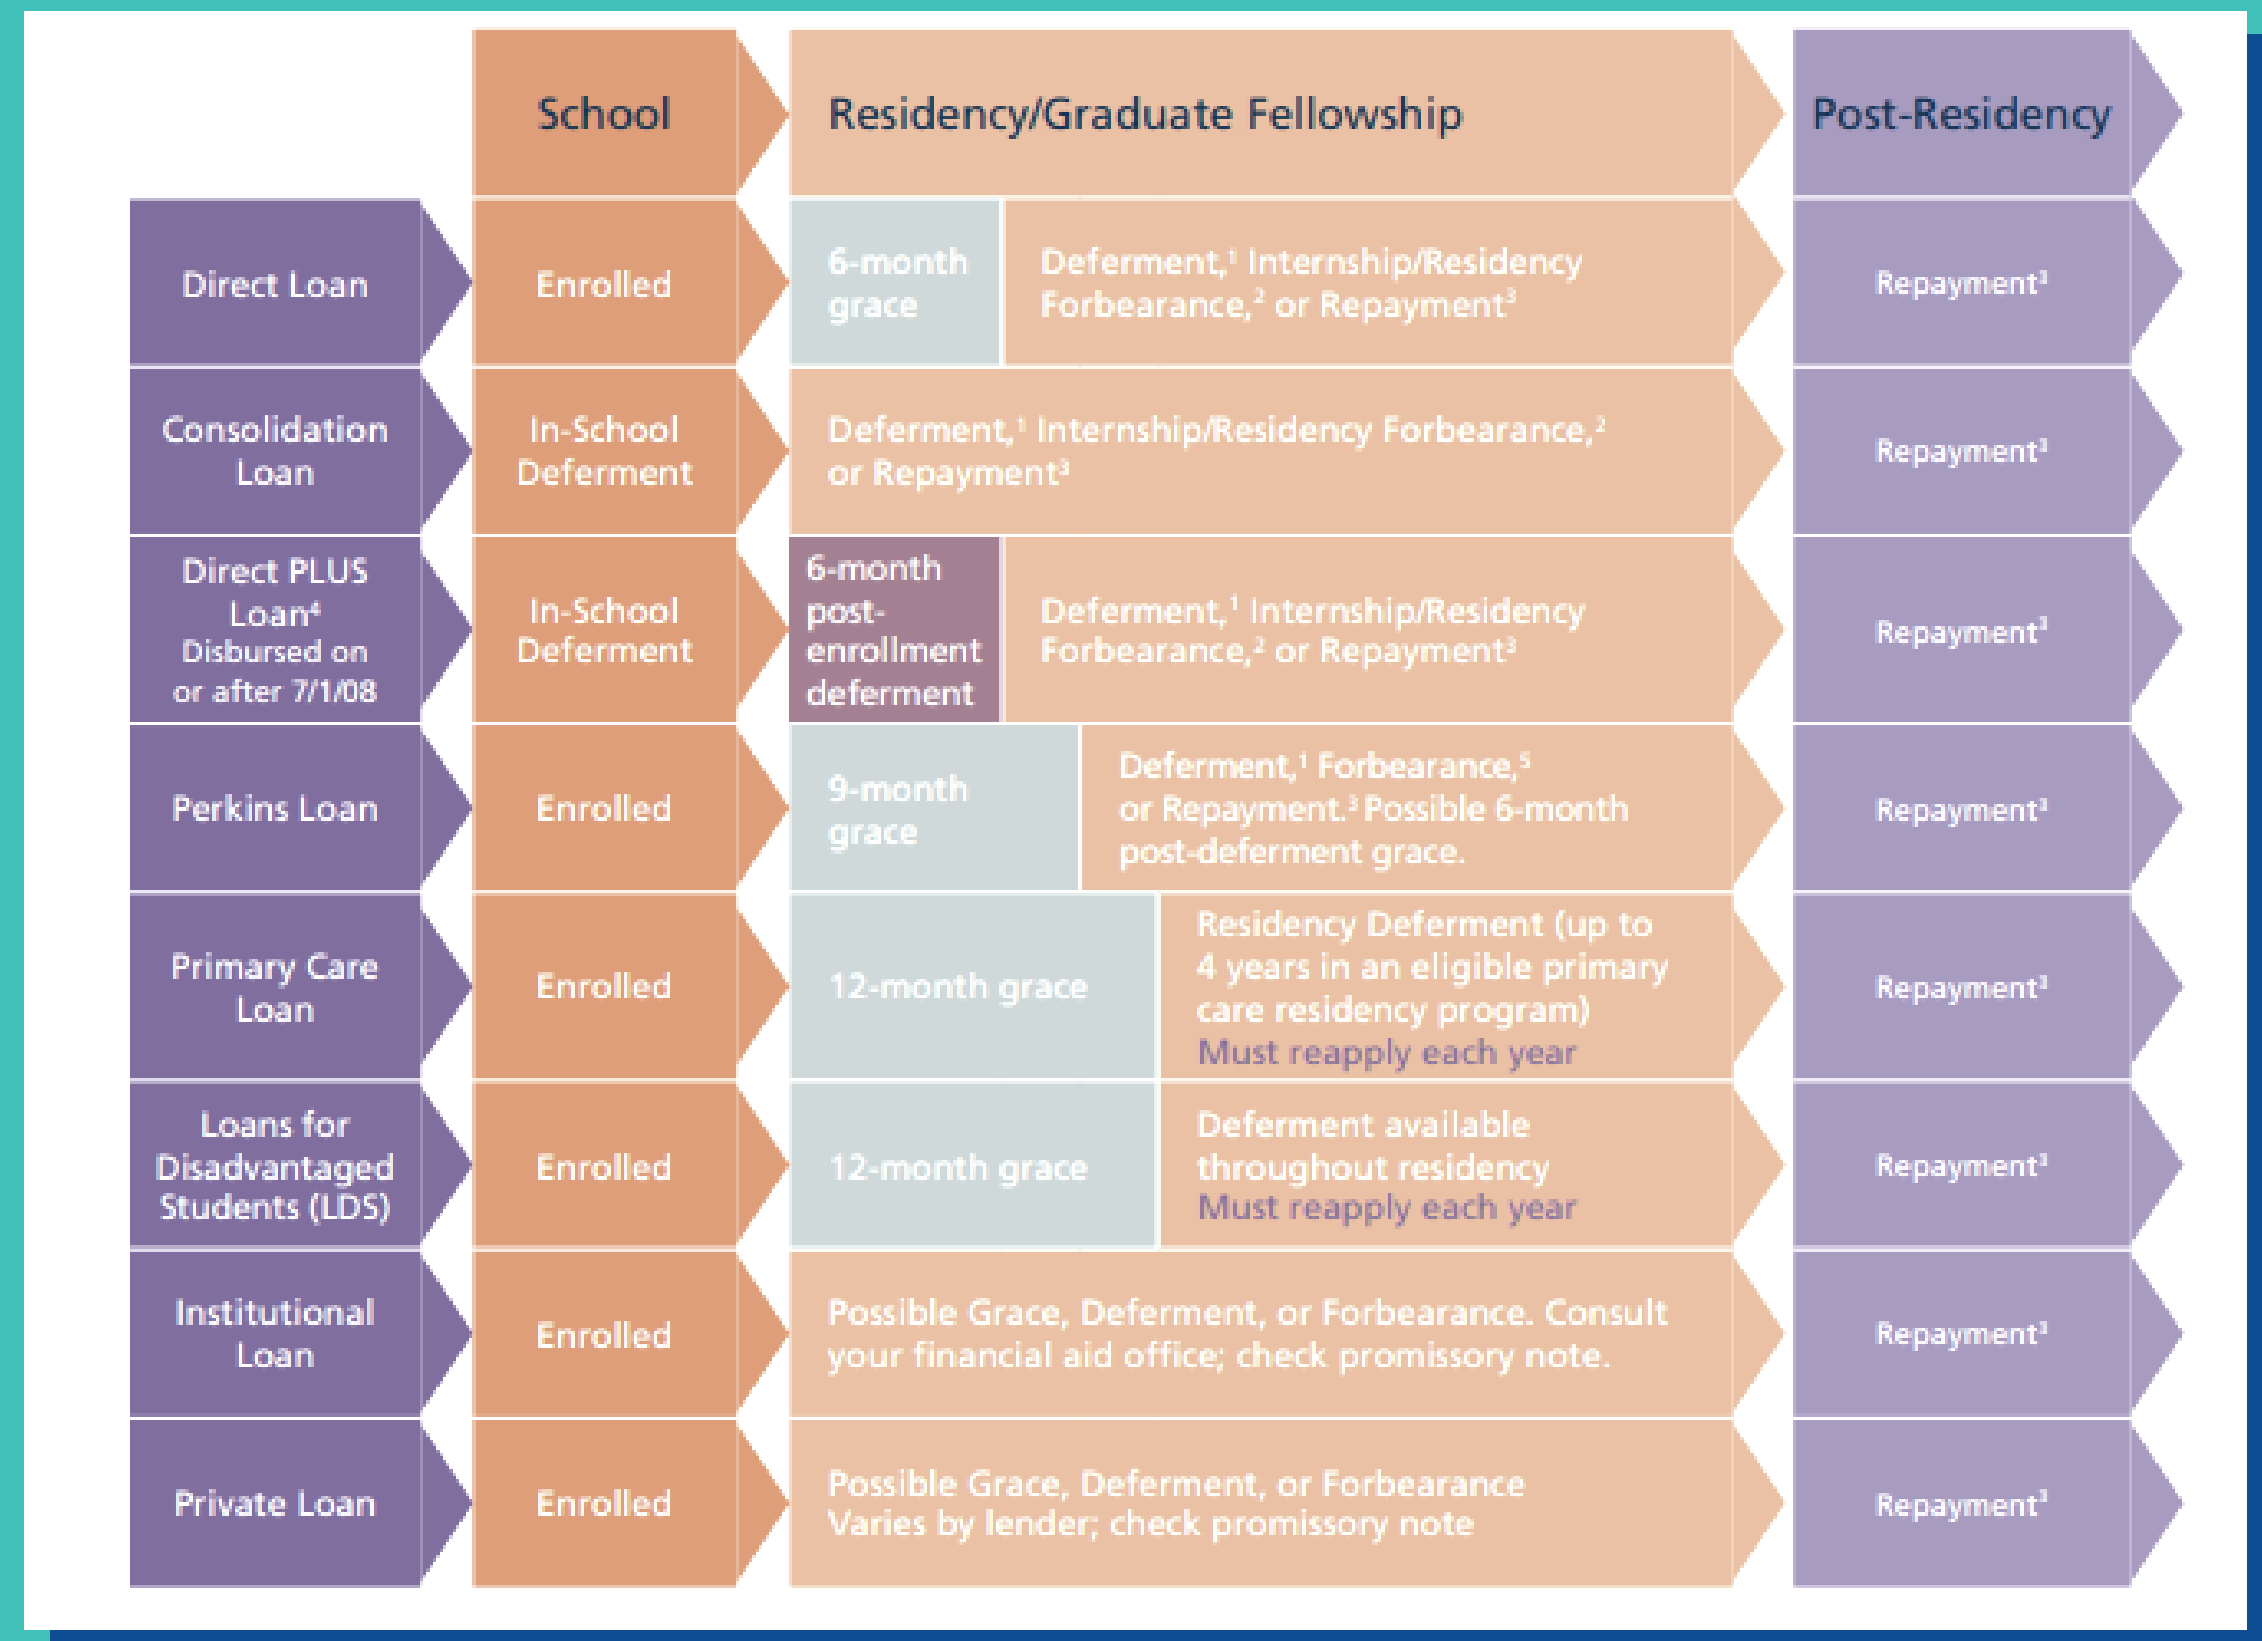 School
Residency/Graduate Fellowship
Post-Residency
Direct Loan
Enrolled
6-month
grace
Deferment,¹ Internship/Residency
Forbearance,² or Repayment³
Repayment³
Consolidation
Loan
In-School
Deferment
Deferment,¹ Internship/Residency Forbearance,²
or Repayment³
Repayment³
Direct PLUS
Loan⁴
Disbursed on
or after 7/1/08
In-School
Deferment
6-month
post-
enrollment
deferment
Deferment,¹ Internship/Residency
Forbearance,² or Repayment³
Repayment³
Perkins Loan
Enrolled
9-month
grace
Deferment,¹ Forbearance,⁵
or Repayment.³ Possible 6-month
post-deferment grace.
Repayment³
Primary Care
Loan
Enrolled
12-month grace
Residency Deferment (up to
4 years in an eligible primary
care residency program)
Must reapply each year
Repayment³
Loans for
Disadvantaged
Students (LDS)
Enrolled
12-month grace
Deferment available
throughout residency
Must reapply each year
Repayment³
Institutional
Loan
Enrolled
Possible Grace, Deferment, or Forbearance. Consult
your financial aid office; check promissory note.
Repayment³
Private Loan
Enrolled
Possible Grace, Deferment, or Forbearance
Varies by lender; check promissory note
Repayment³